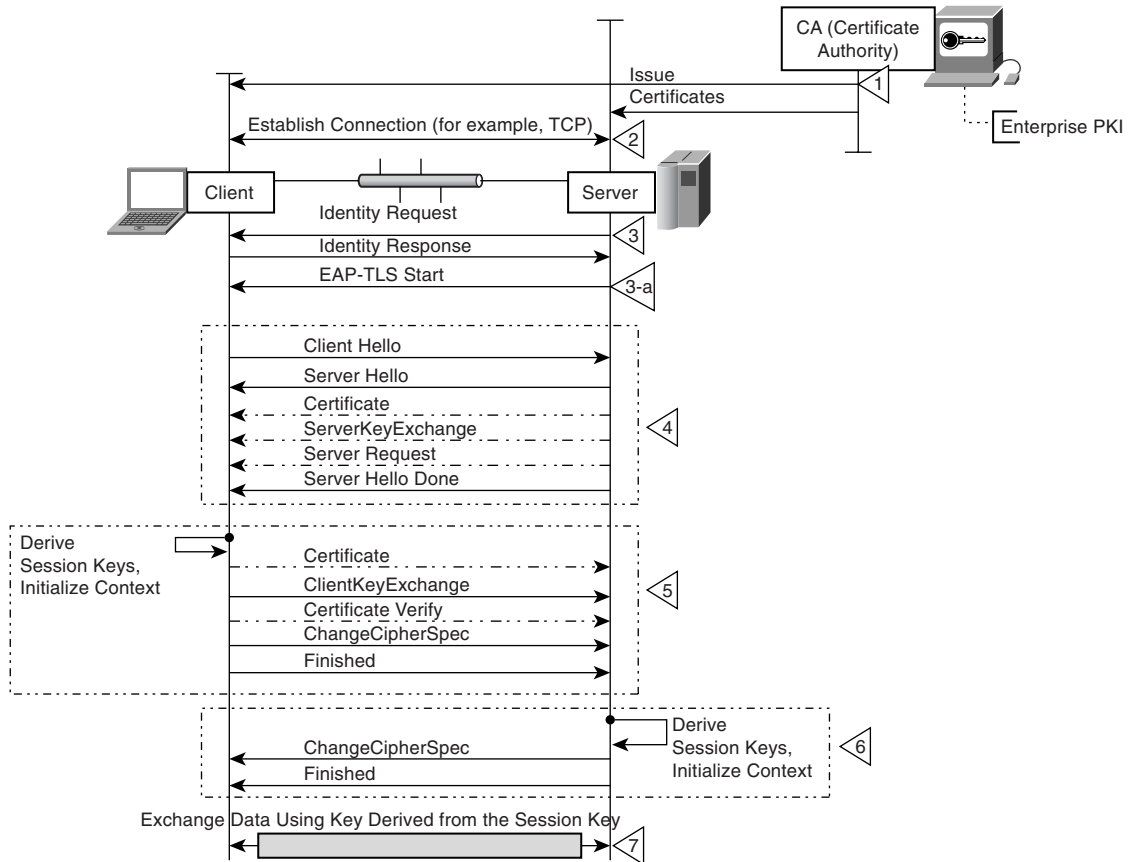 CA (Certificate
Authority)
Issue
1
Certificates
Enterprise PKI
Establish Connection (for example, TCP)
2
Client
Server
Identity Request
3
Identity Response
EAP-TLS Start
3-a
Client Hello
Server Hello
Certificate
ServerKeyExchange
4
Server Request
Server Hello Done
Derive
Session Keys,
Initialize Context
Certificate
ClientKeyExchange
5
Certificate Verify
ChangeCipherSpec
Finished
Derive
Session Keys,
Initialize Context
ChangeCipherSpec
6
Finished
Exchange Data Using Key Derived from the Session Key
7